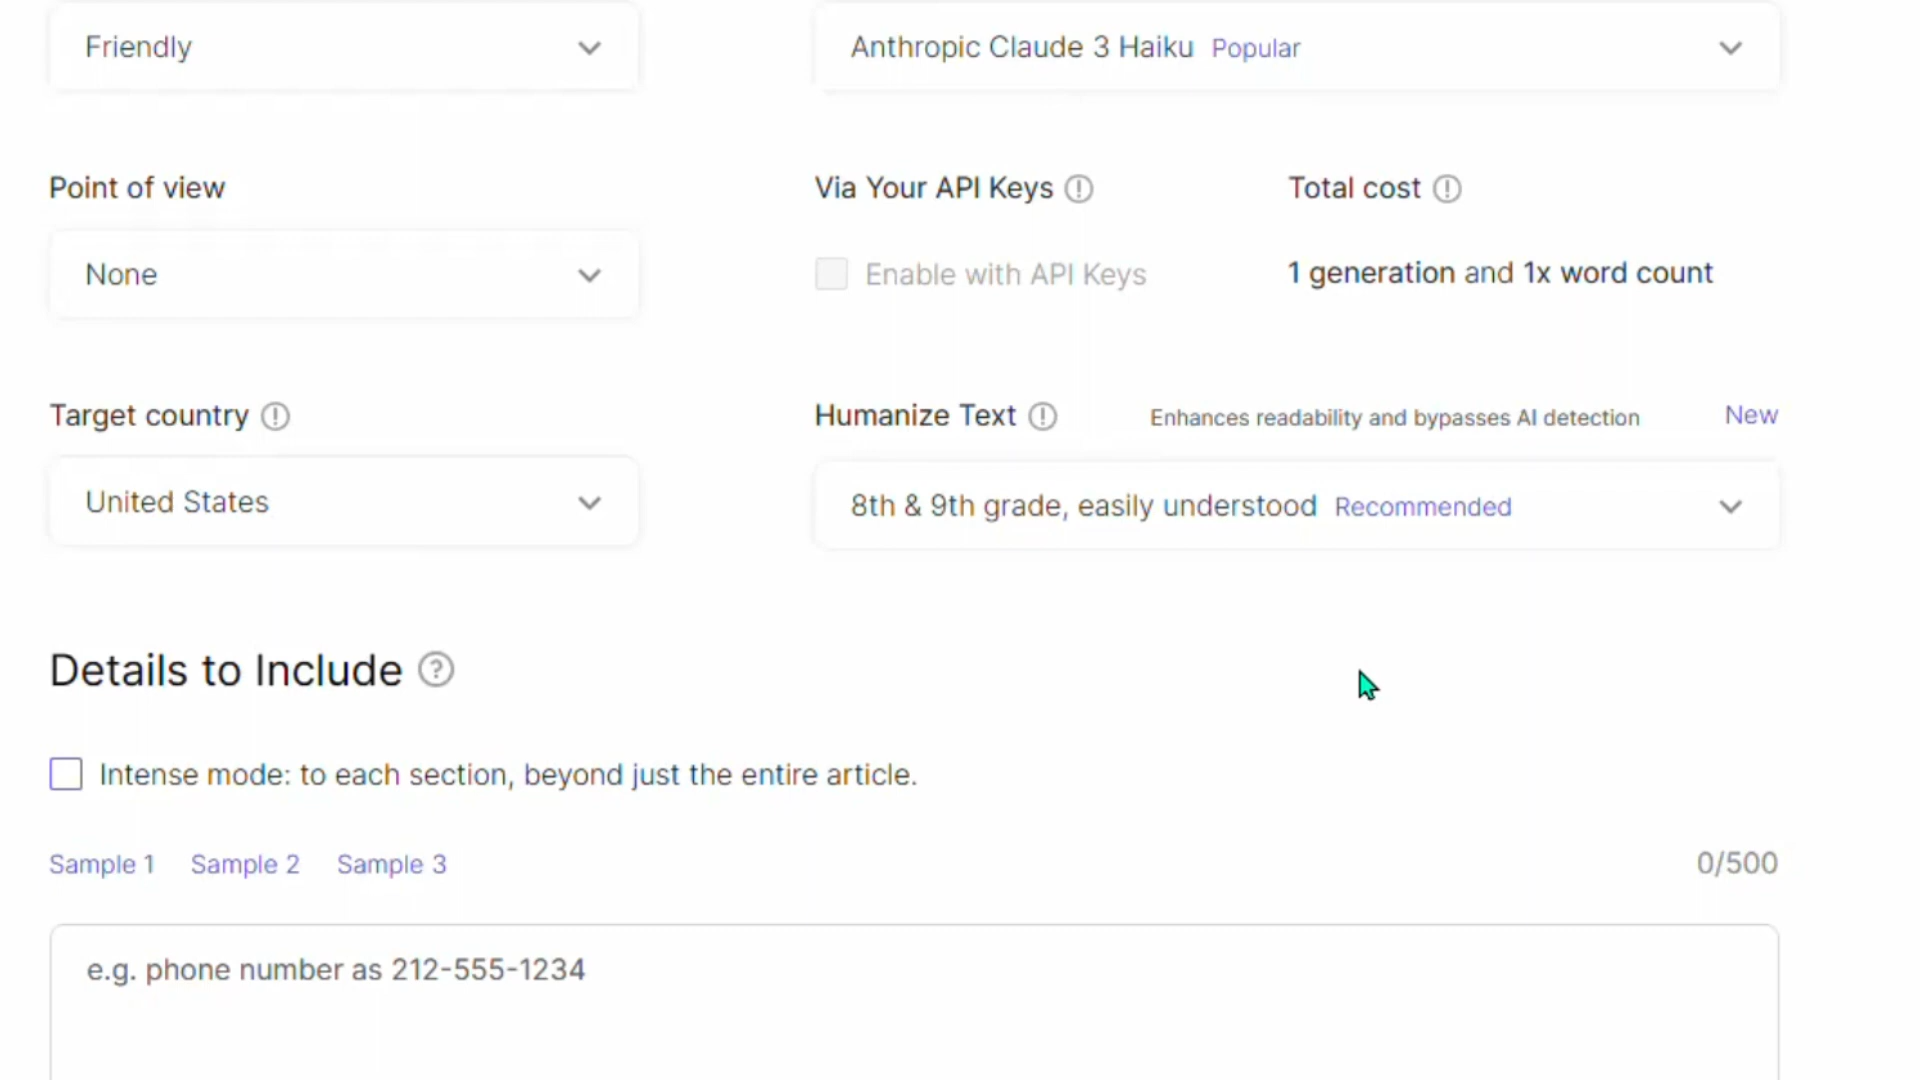 Friendly
Anthropic Claude 3 Haiku Popular
Point of view
Via Your API Keys
Total cost
None
Enable with API Keys
1 generation and 1x word count
Target country
Humanize Text
Enhances readability and bypasses AI detection
New
United States
8th & 9th grade, easily understood Recommended
Details to Include
Intense mode: to each section, beyond just the entire article.
Sample 1 Sample 2 Sample 3
0/500
e.g. phone number as 212-555-1234